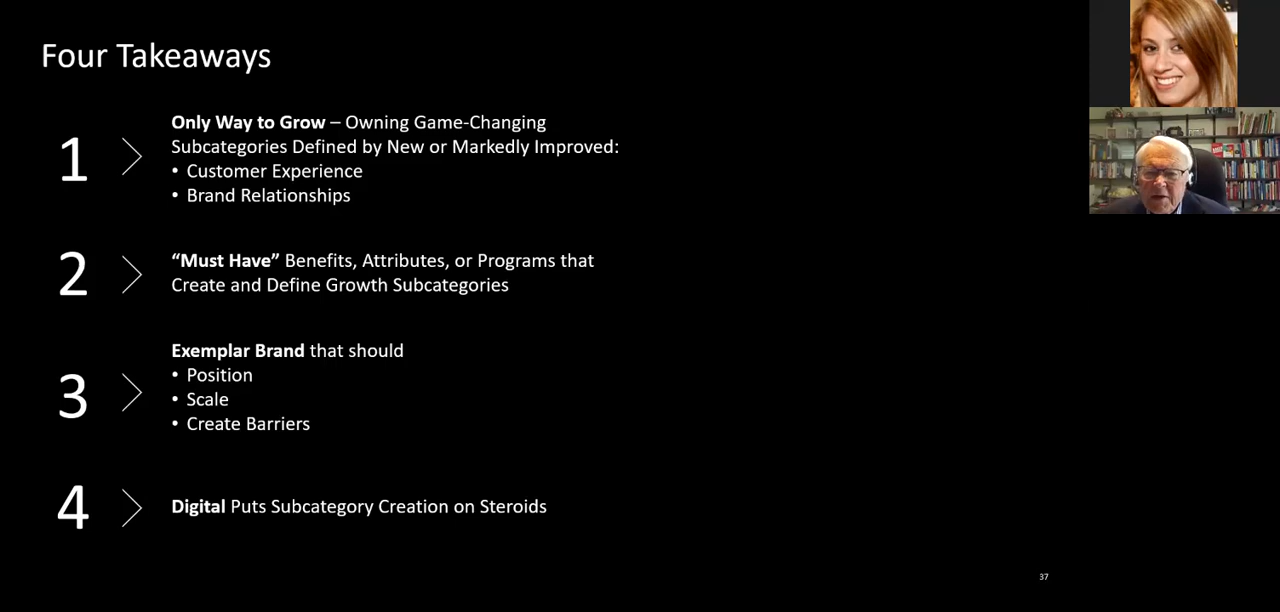 Four Takeaways
1
Only Way to Grow – Owning Game-Changing
Subcategories Defined by New or Markedly Improved:
• Customer Experience
• Brand Relationships
2
“Must Have” Benefits, Attributes, or Programs that
Create and Define Growth Subcategories
3
Exemplar Brand that should
• Position
• Scale
• Create Barriers
4
Digital Puts Subcategory Creation on Steroids
37